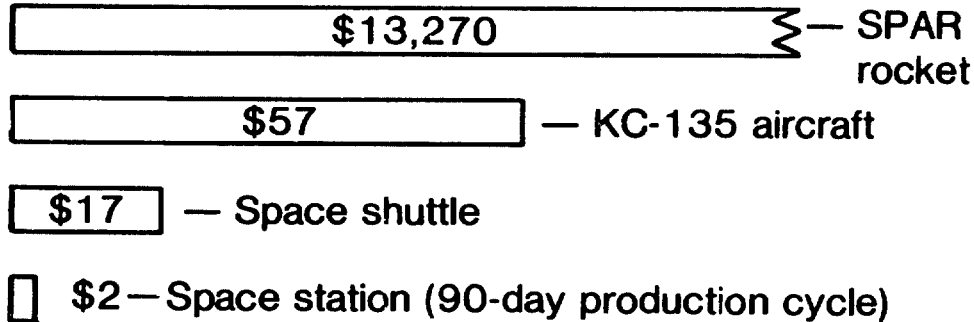 $13,270 — SPAR
rocket
$57 — KC-135 aircraft
$17 — Space shuttle
$2—Space station (90-day production cycle)